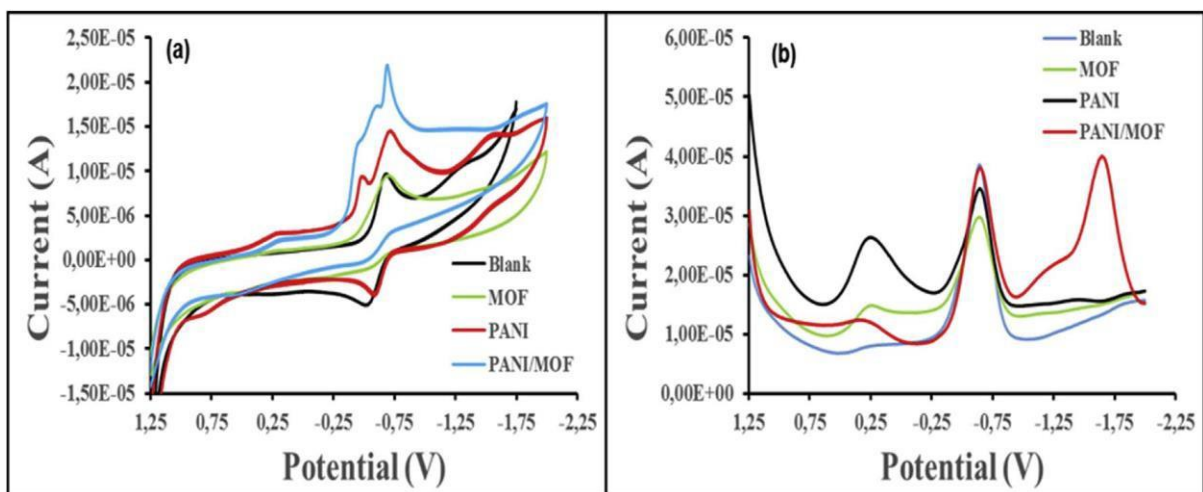 (a)
Current (A)
2,50E-05
2,00E-05
1,50E-05
1,00E-05
5,00E-06
0,00E+00
-5,00E-06
-1,00E-05
-1,50E-05
Blank
MOF
PANI
PANI/MOF
1,25 0,75 0,25 -0,25 -0,75 -1,25 -1,75 -2,25
Potential (V)
(b)
Current (A)
6,00E-05
5,00E-05
4,00E-05
3,00E-05
2,00E-05
1,00E-05
0,00E+00
Blank
MOF
PANI
PANI/MOF
1,25 0,75 0,25 -0,25 -0,75 -1,25 -1,75 -2,25
Potential (V)